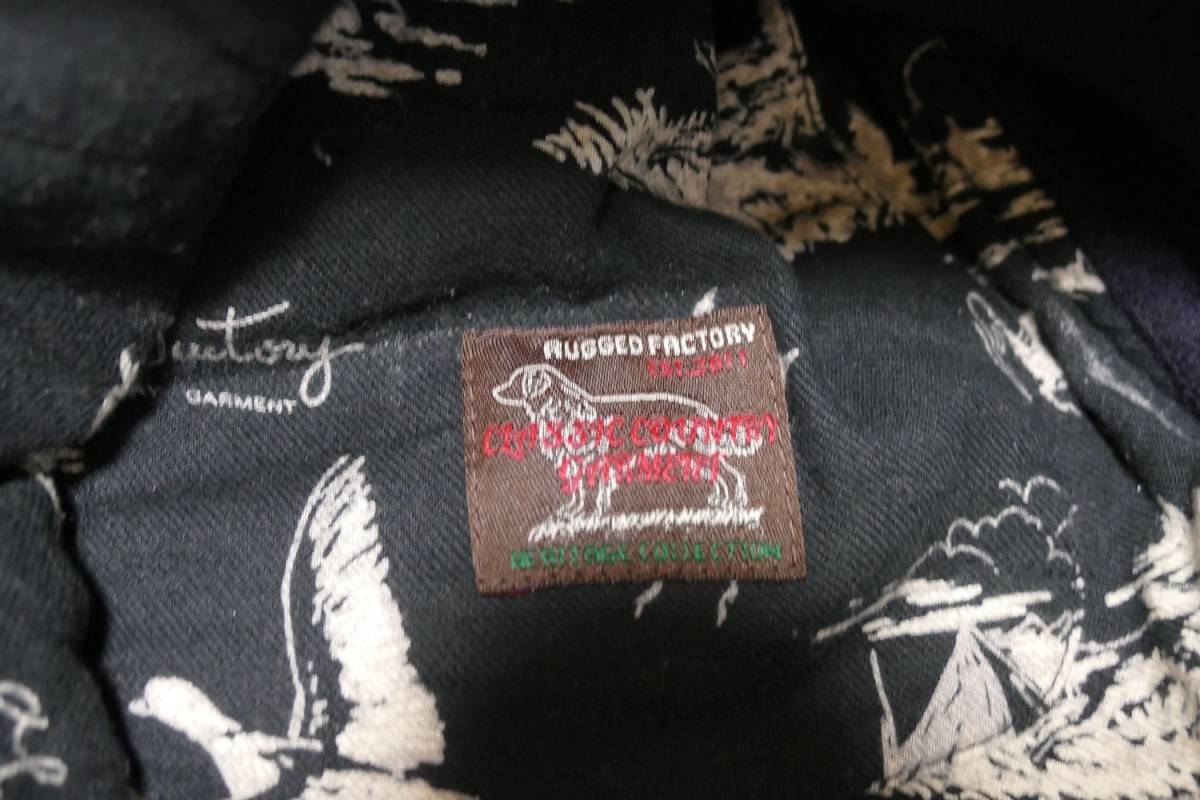 RUGGED FACTORY
EST. 2011
CLASSIC COUNTRY
GARMENT
HERITAGE COLLECTION
GARMENT